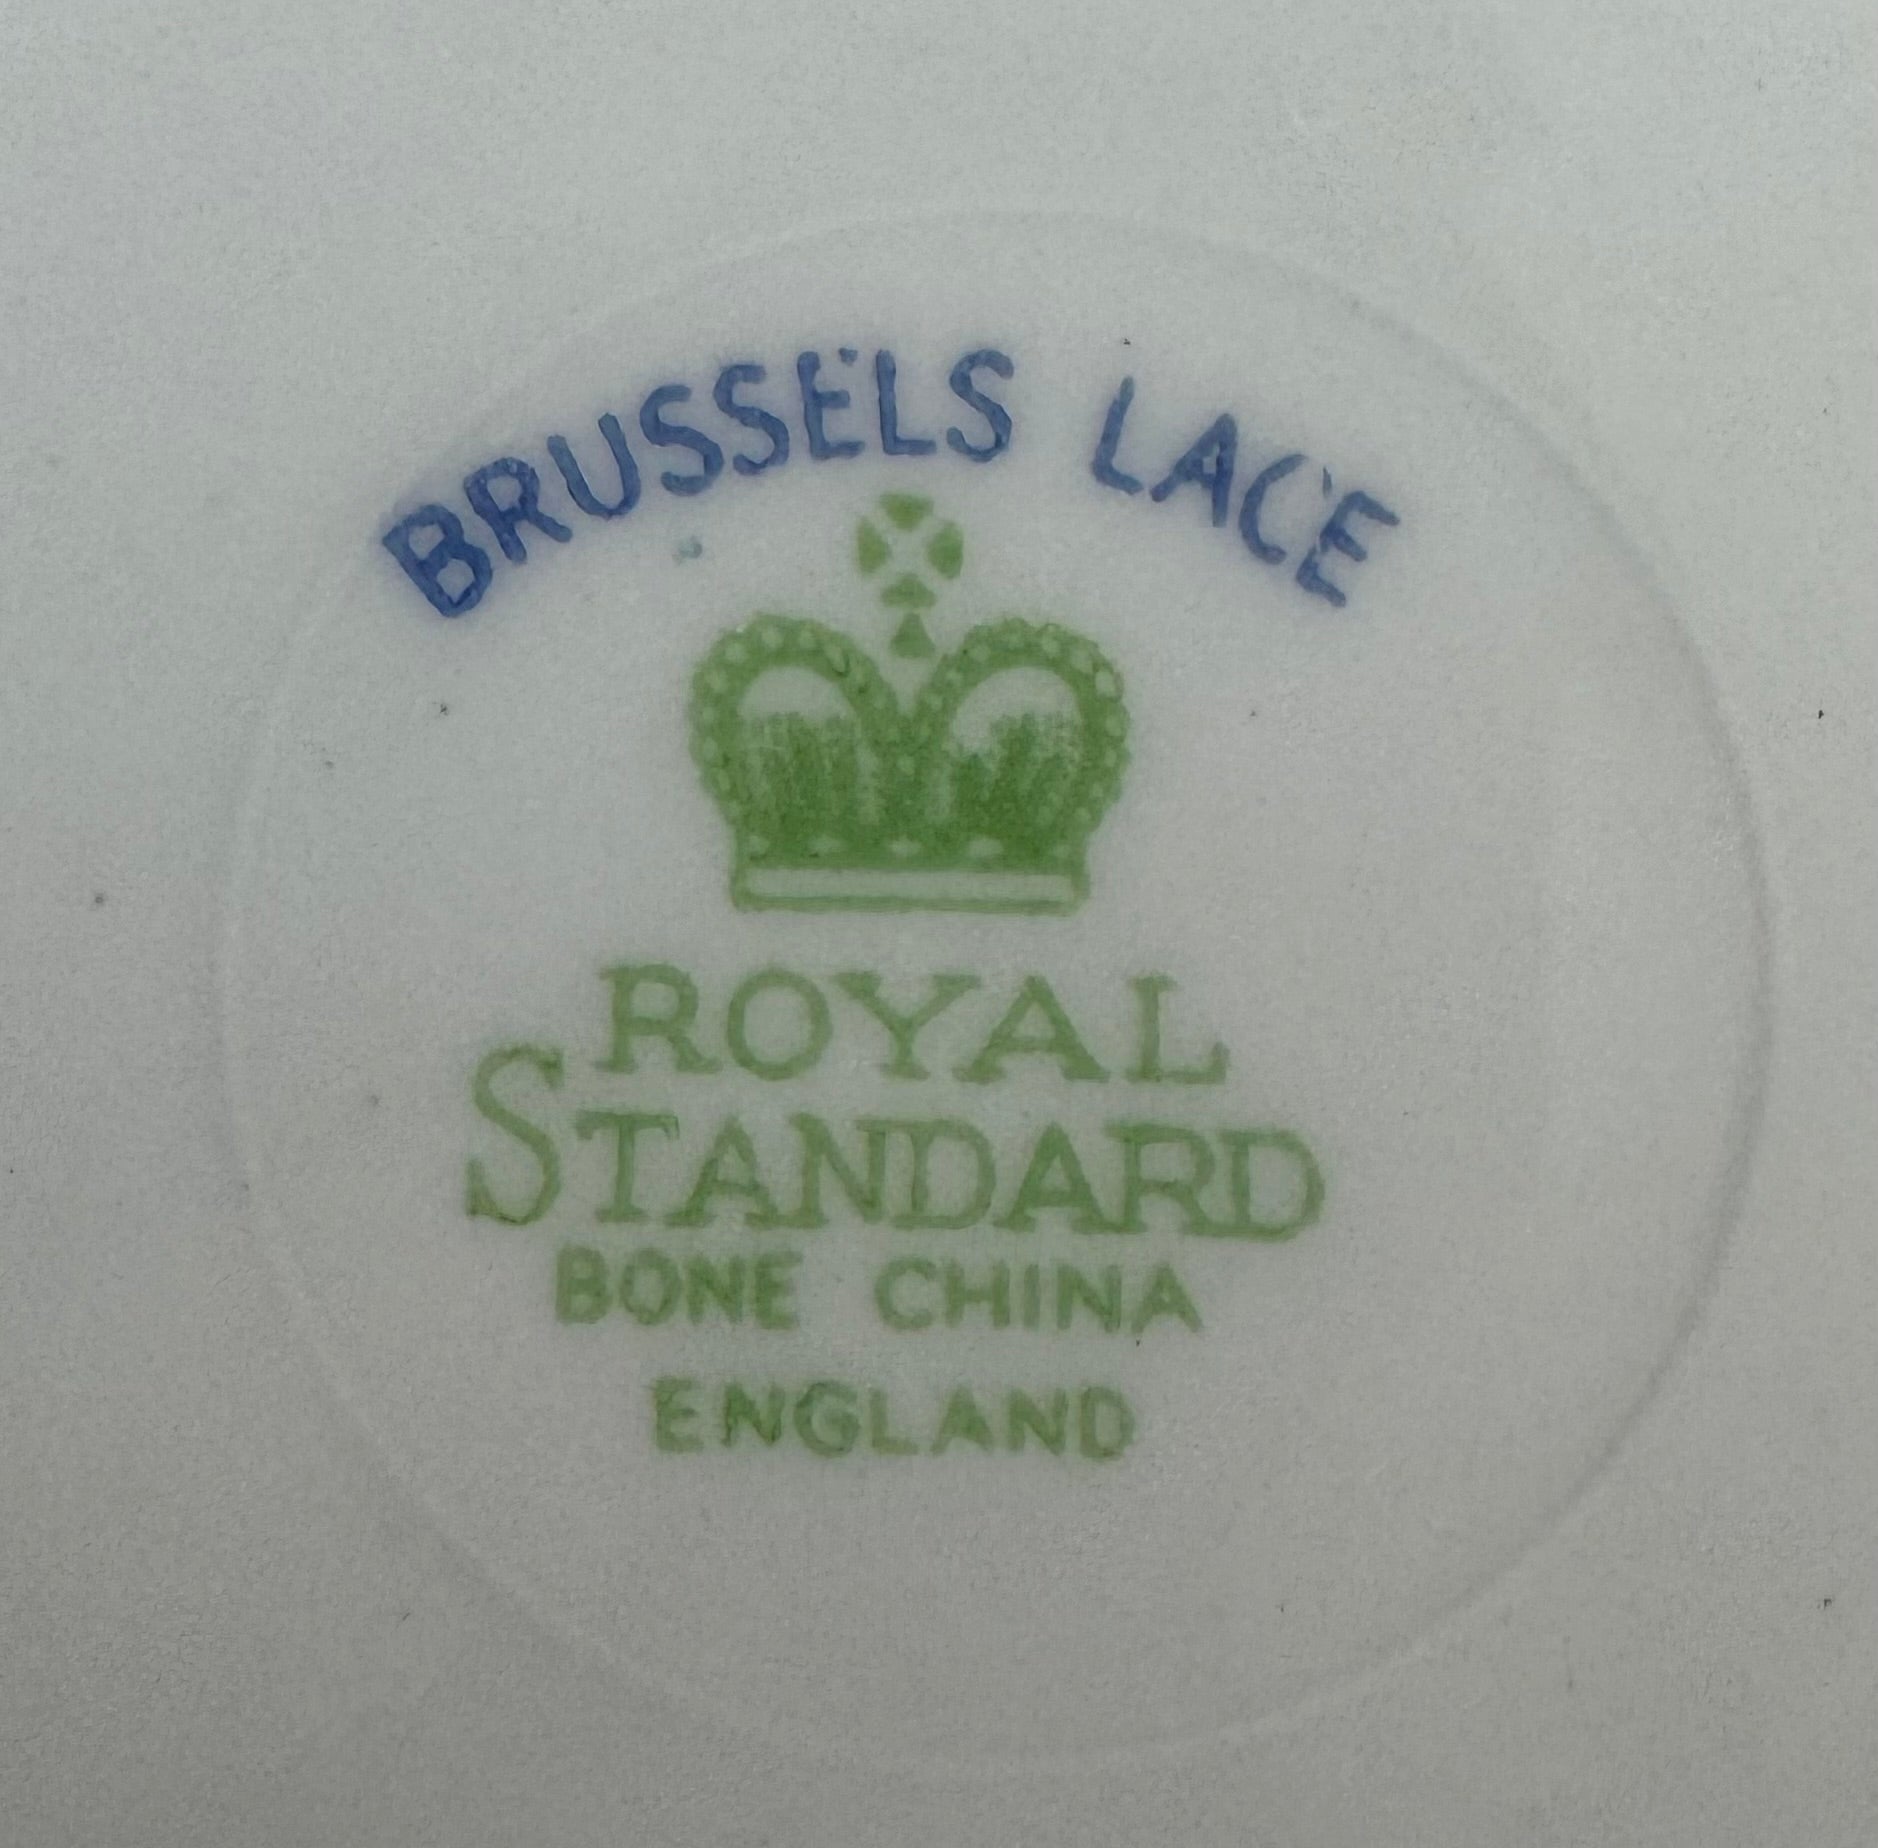 BRUSSELS LACE
ROYAL
STANDARD
BONE CHINA
ENGLAND